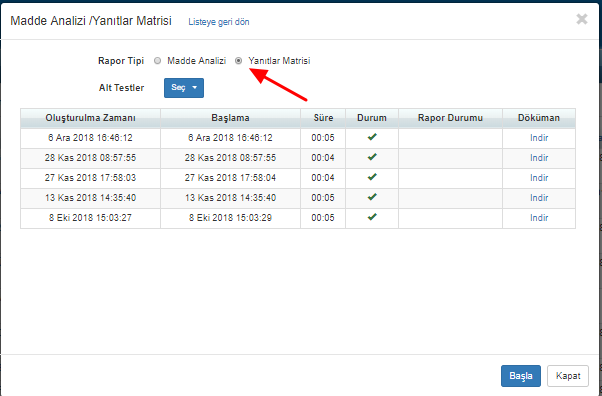 Madde Analizi /Yanıtlar Matrisi Listeye geri dön
Rapor Tipi Madde Analizi Yanıtlar Matrisi
Alt Testler Seç
Oluşturulma Zamanı Başlama Süre Durum Rapor Durumu Döküman
6 Ara 2018 16:46:12 6 Ara 2018 16:46:12 00:05 İndir
28 Kas 2018 08:57:55 28 Kas 2018 08:57:55 00:04 İndir
27 Kas 2018 17:58:03 27 Kas 2018 17:58:04 00:04 İndir
13 Kas 2018 14:35:40 13 Kas 2018 14:35:40 00:05 İndir
8 Eki 2018 15:03:27 8 Eki 2018 15:03:29 00:05 İndir
Başla Kapat